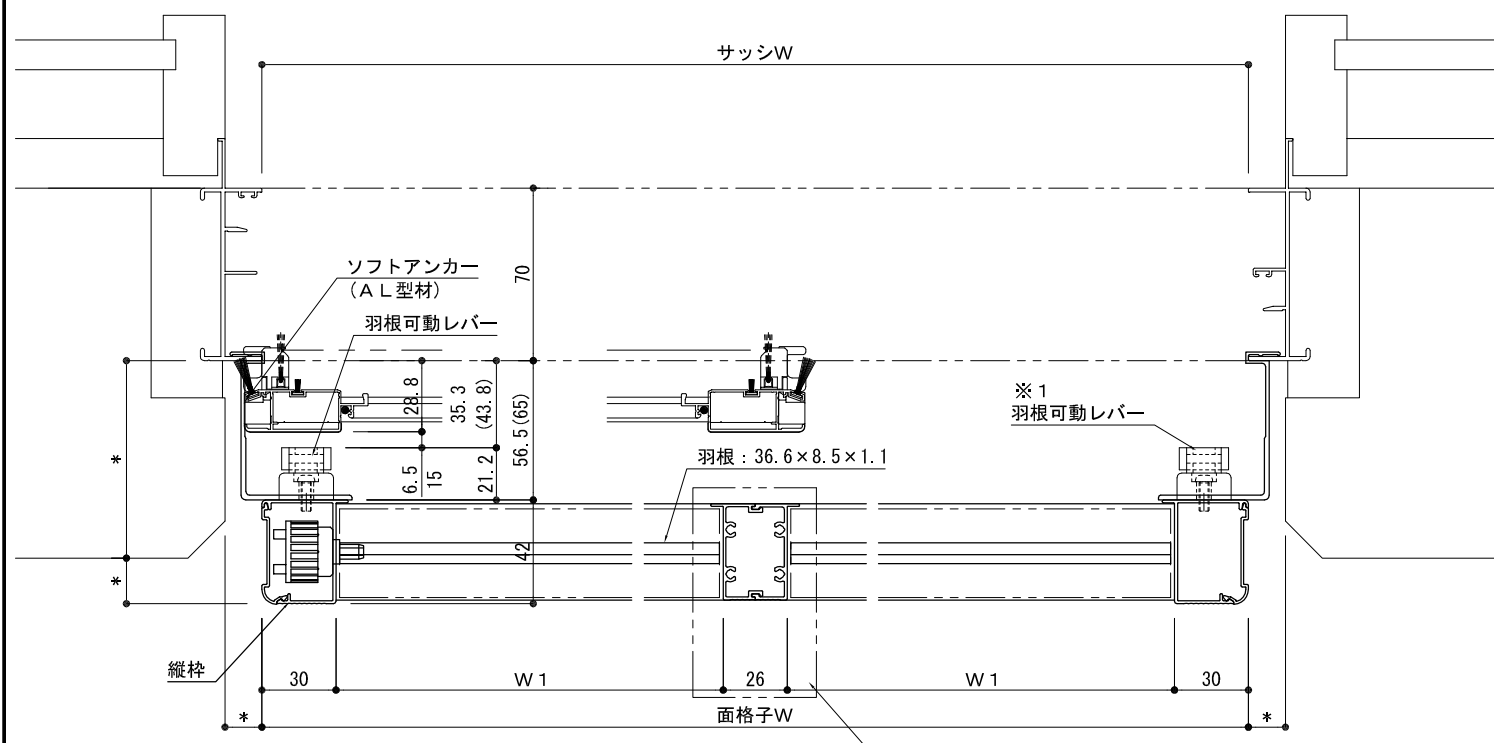 サッシW
70
ソフトアンカー
(AL型材)
羽根可動レバー
28.8
35.3
(43.8)
56.5(65)
※1
羽根可動レバー
*
6.5
15
21.2
羽根：36.6×8.5×1.1
42
*
縦枠
30
W1
26
W1
30
*
面格子W
*